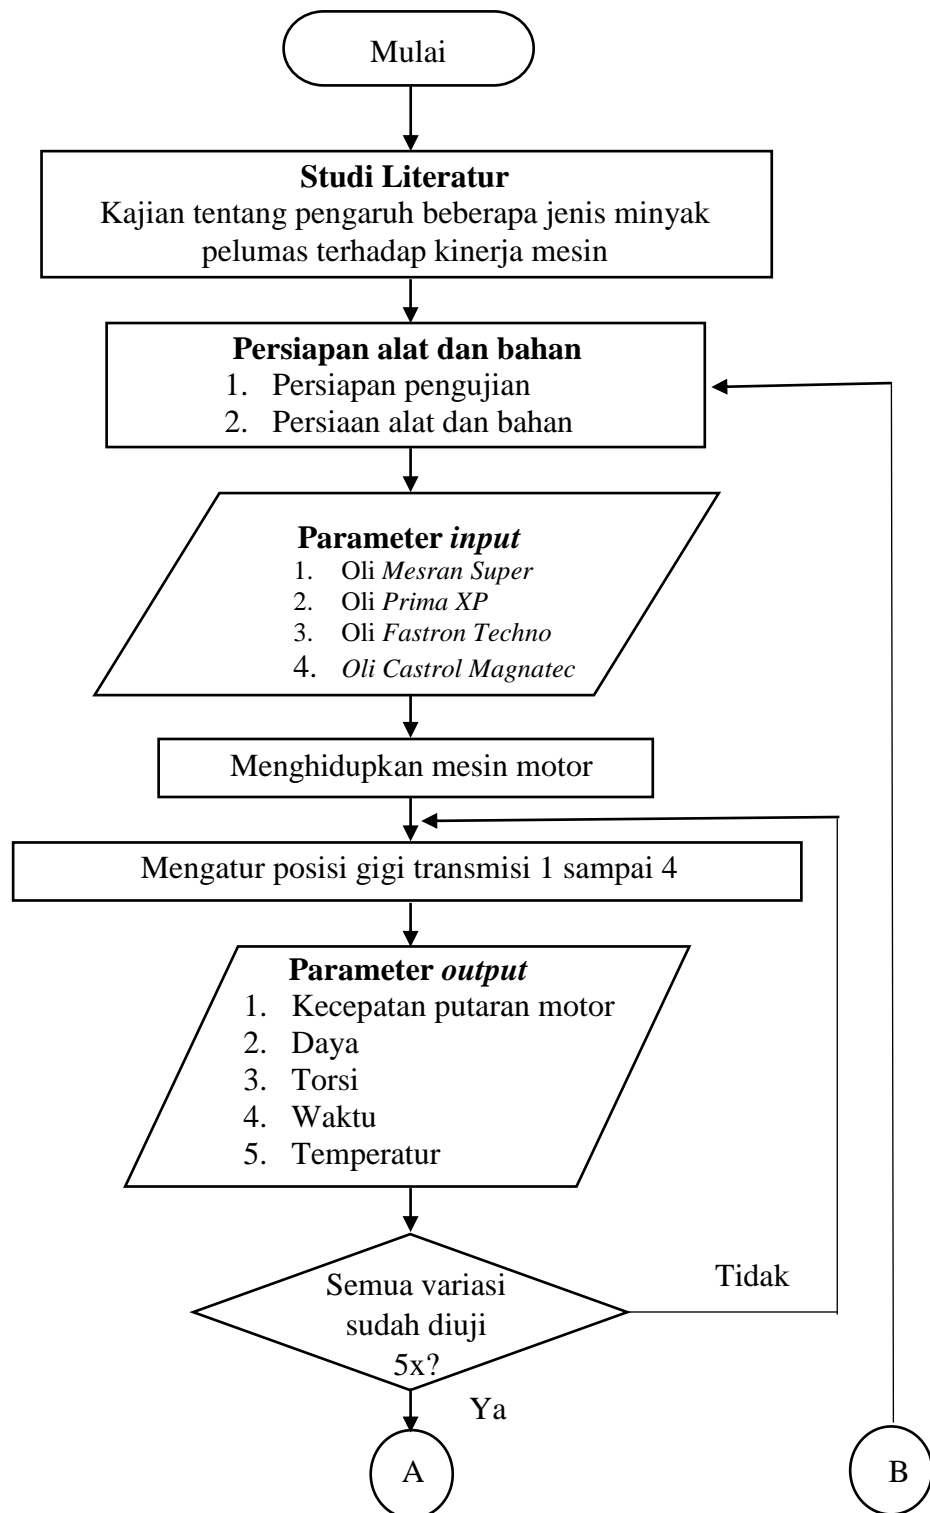 Mulai
Studi Literatur
Kajian tentang pengaruh beberapa jenis minyak
pelumas terhadap kinerja mesin
Persiapan alat dan bahan
1. Persiapan pengujian
2. Persiaan alat dan bahan
Parameter input
1. Oli Mesran Super
2. Oli Prima XP
3. Oli Fastron Techno
4. Oli Castrol Magnatec
Menghidupkan mesin motor
Mengatur posisi gigi transmisi 1 sampai 4
Parameter output
1. Kecepatan putaran motor
2. Daya
3. Torsi
4. Waktu
5. Temperatur
Semua variasi
sudah diuji
5x?
Tidak
Ya
A
B